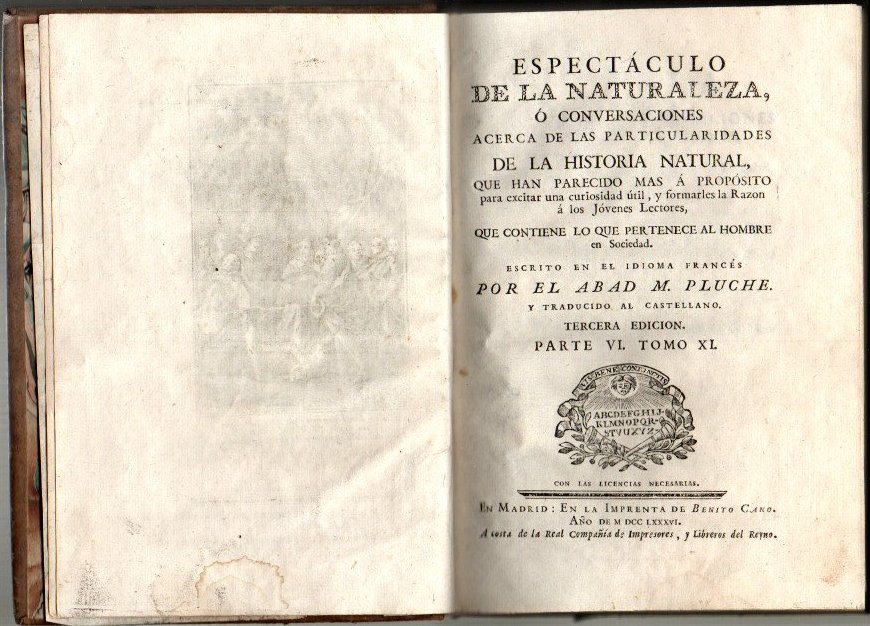 ESPECTÁCULO
DE LA NATURALEZA,
Ó CONVERSACIONES
ACERCA DE LAS PARTICULARIDADES
DE LA HISTORIA NATURAL,
QUE HAN PARECIDO MAS Á PROPÓSITO
para excitar una curiosidad útil, y formarles la Razon
á los Jóvenes Lectores,
QUE CONTIENE LO QUE PERTENECE AL HOMBRE
en Sociedad.
ESCRITO EN EL IDIOMA FRANCÉS
POR EL ABAD M. PLUCHE.
Y TRADUCIDO AL CASTELLANO.
TERCERA EDICION.
PARTE VI. TOMO XI.
HIS BENE CONIUNCTIS
ABCDEFGHIJ-
KLMNOPQR-
STVUXYZ-
CON LAS LICENCIAS NECESARIAS.
EN MADRID: EN LA IMPRENTA DE BENITO CANO.
AÑO DE M DCC LXXXVI.
A costa de la Real Compañía de Impresores, y Libreros del Reyno.